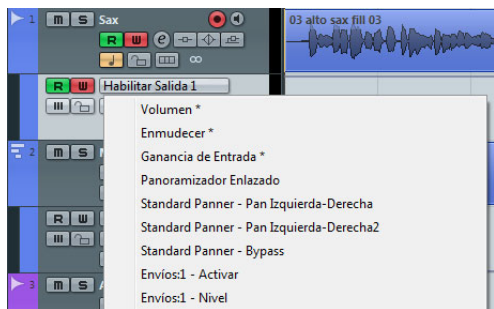 1 m S Sax
03 alto sax fill 03
R W e
R W Habilitar Salida 1
Volumen *
Enmudecer *
2 m S
Ganancia de Entrada *
Panoramizador Enlazado
Standard Panner - Pan Izquierda-Derecha
R W
Standard Panner - Pan Izquierda-Derecha2
Standard Panner - Bypass
3 m S
Envíos:1 - Activar
Envíos:1 - Nivel